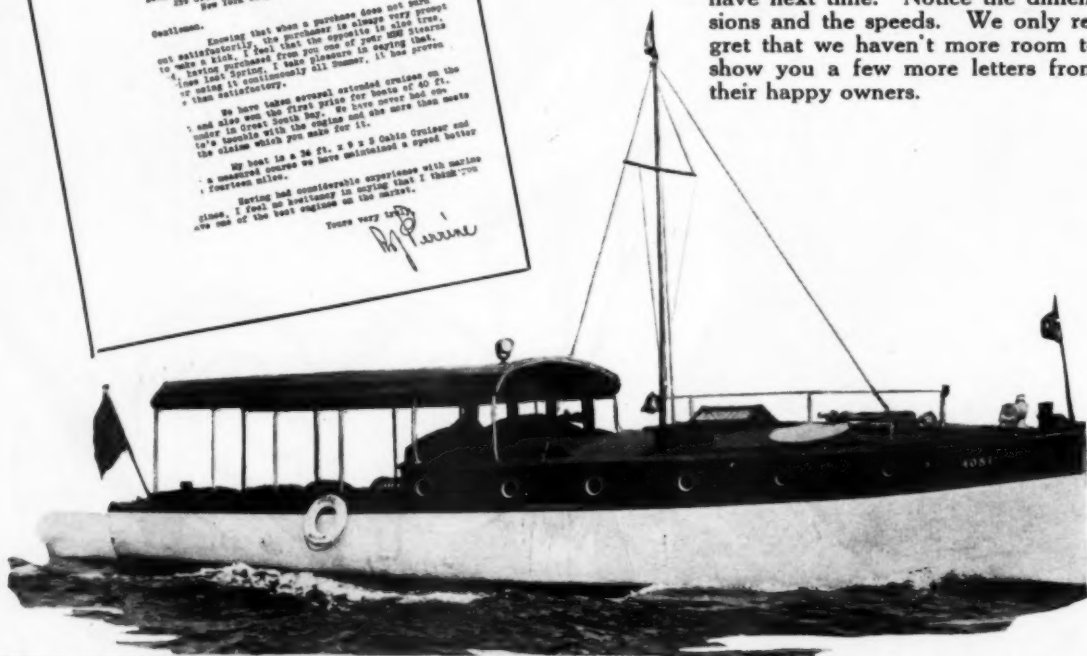 New York
Gentlemen.
Knowing that when a purchase does not turn
out satisfactorily, the purchaser is always very prompt
to make a kick, I feel that the opposite is also true,
having purchased from you one of your Stearns
last Spring, I take pleasure in saying that,
using it continuously all Summer, it has proven
than satisfactory.
We have taken several extended cruises on the
and also won the first prize for boats of 40 ft.
under in Great South Bay. We have never had one
trouble with the engine and she more than meets
the claims which you make for it.
My boat is a 36 ft. x 9 x 3 Cabin Cruiser and
a measured course we have maintained a speed better
fourteen miles.
Having had considerable experience with marine
gines, I feel no hesitancy in saying that I think you
ave one of the best engines on the market.
Yours very truly,
Perrine
have next time. Notice the dimen-
sions and the speeds. We only re-
gret that we haven't more room t
show you a few more letters from
their happy owners.